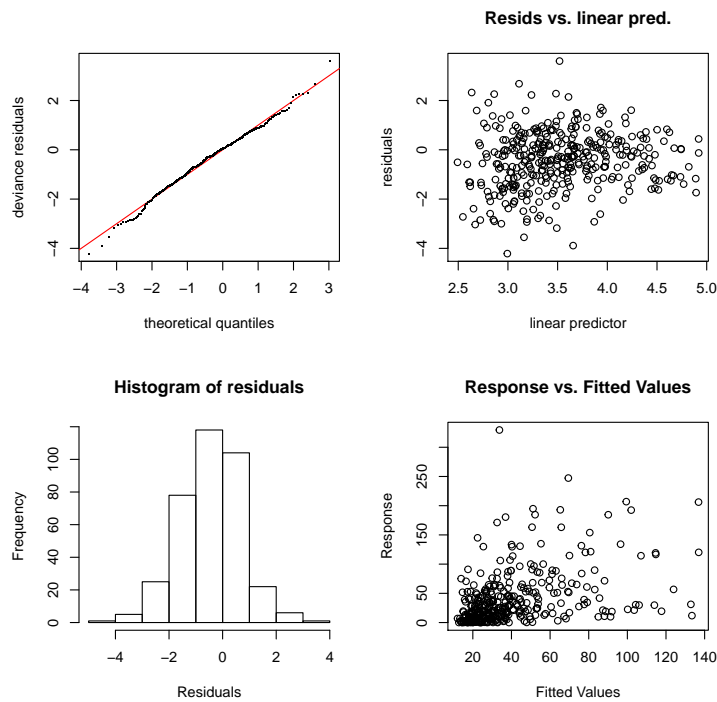 deviance residuals
2
0
−2
−4
−4 −3 −2 −1 0 1 2 3
theoretical quantiles
Resids vs. linear pred.
residuals
2
0
−2
−4
2.5 3.0 3.5 4.0 4.5 5.0
linear predictor
Histogram of residuals
Frequency
100
80
60
40
20
0
−4 −2 0 2 4
Residuals
Response vs. Fitted Values
Response
250
150
50
0
20 40 60 80 100 120 140
Fitted Values